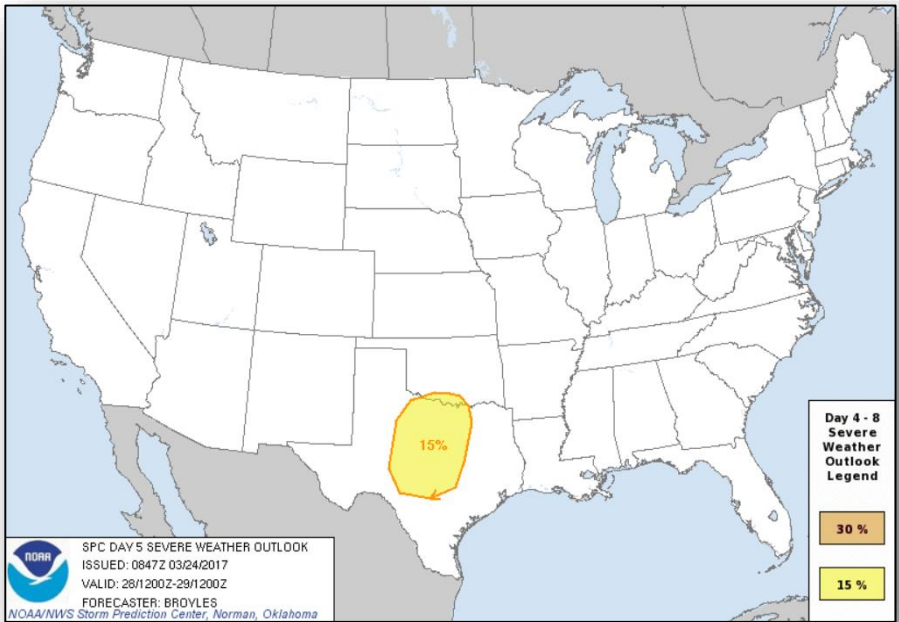 15%
Day 4 - 8
Severe
Weather
Outlook
Legend
30 %
15 %
NOAA
SPC DAY 5 SEVERE WEATHER OUTLOOK
ISSUED: 0847Z 03/24/2017
VALID: 28/1200Z-29/1200Z
FORECASTER: BROYLES
NOAA/NWS Storm Prediction Center, Norman, Oklahoma